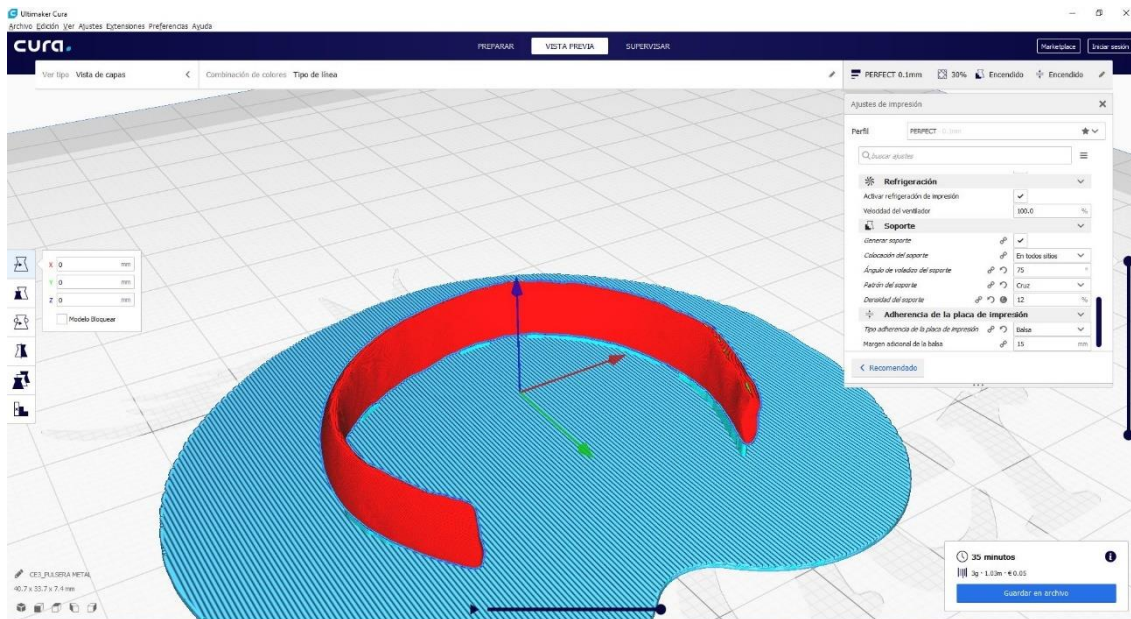 Ultimaker Cura
Archivo Edición Ver Ajustes Extensiones Preferencias Ayuda
cura.
PREPARAR VISTA PREVIA SUPERVISAR
Marketplace Iniciar sesión
Ver tipo Vista de capas
Combinación de colores Tipo de línea
PERFECT 0.1mm 30% Encendido Encendido
Ajustes de impresión
Perfil PERFECT - 0.1mm
buscar ajustes
Refrigeración
Activar refrigeración de impresión
Velocidad del ventilador 100.0 %
Soporte
Generar soporte
Colocación del soporte En todos sitios
Ángulo de voladizo del soporte 75 °
Patrón del soporte Cruz
Densidad del soporte 12 %
Adherencia de la placa de impresión
Tipo adherencia de la placa de impresión Balsa
Margen adicional de la balsa 15 mm
Recomendado
X 0 mm
Y 0 mm
Z 0 mm
Modelo Bloquear
CE3_PULSERA METAL
40.7 x 33.7 x 7.4 mm
35 minutos
3g · 1.03m · € 0.05
Guardar en archivo